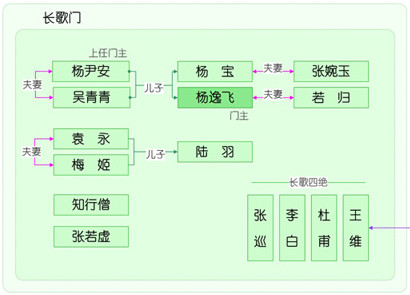 长歌门
上任门主
杨尹安
吴青青
夫妻
儿子
杨 宝
杨逸飞
门主
夫妻
夫妻
张婉玉
若 归
袁 永
梅 姬
夫妻
儿子
陆 羽
知行僧
张若虚
长歌四绝
张巡
李白
杜甫
王维